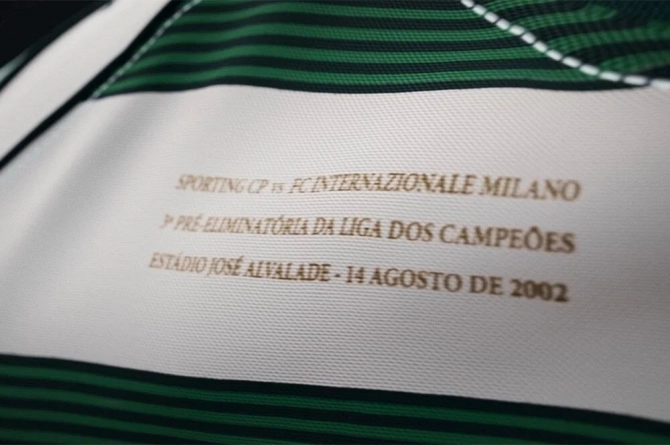 SPORTING CP vs FC INTERNAZIONALE MILANO
3ª PRÉ-ELIMINATÓRIA DA LIGA DOS CAMPEÕES
ESTÁDIO JOSÉ ALVALADE - 14 AGOSTO DE 2002